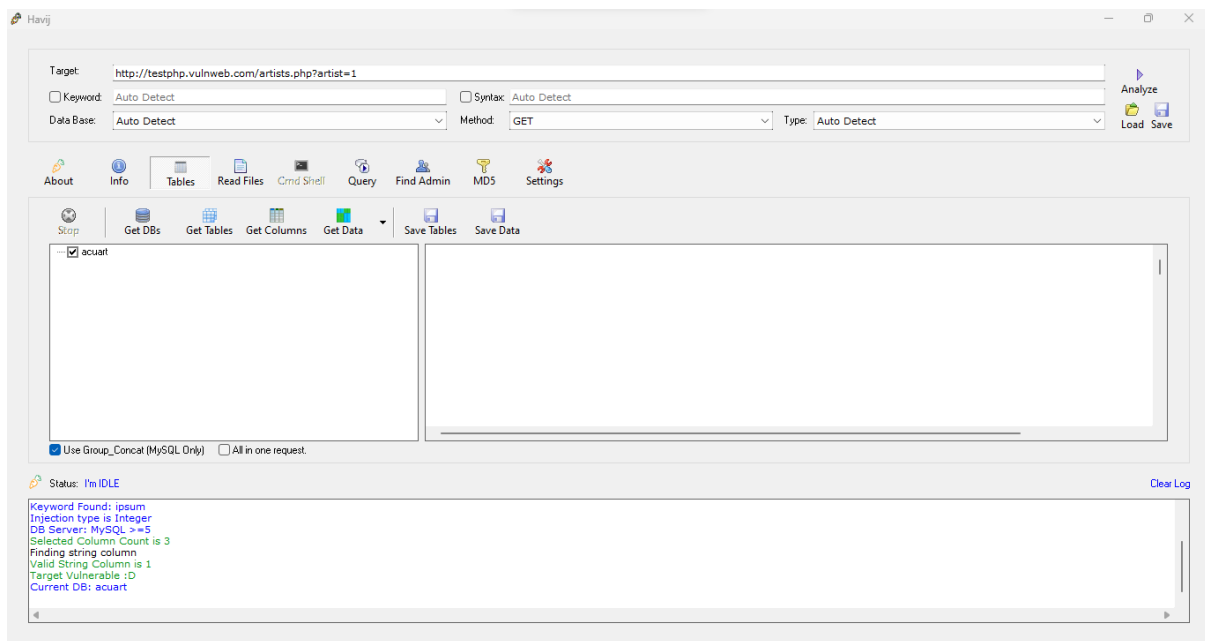 Havij
Target: http://testphp.vulnweb.com/artists.php?artist=1
Analyze
Keyword: Auto Detect Syntax: Auto Detect
Data Base: Auto Detect Method: GET Type: Auto Detect
Load Save
About Info Tables Read Files Cmd Shell Query Find Admin MD5 Settings
Stop Get DBs Get Tables Get Columns Get Data Save Tables Save Data
acuart
Use Group_Concat (MySQL Only) All in one request.
Status: I'm IDLE Clear Log
Keyword Found: ipsum
Injection type is Integer
DB Server: MySQL >=5
Selected Column Count is 3
Finding string column
Valid String Column is 1
Target Vulnerable :D
Current DB: acuart